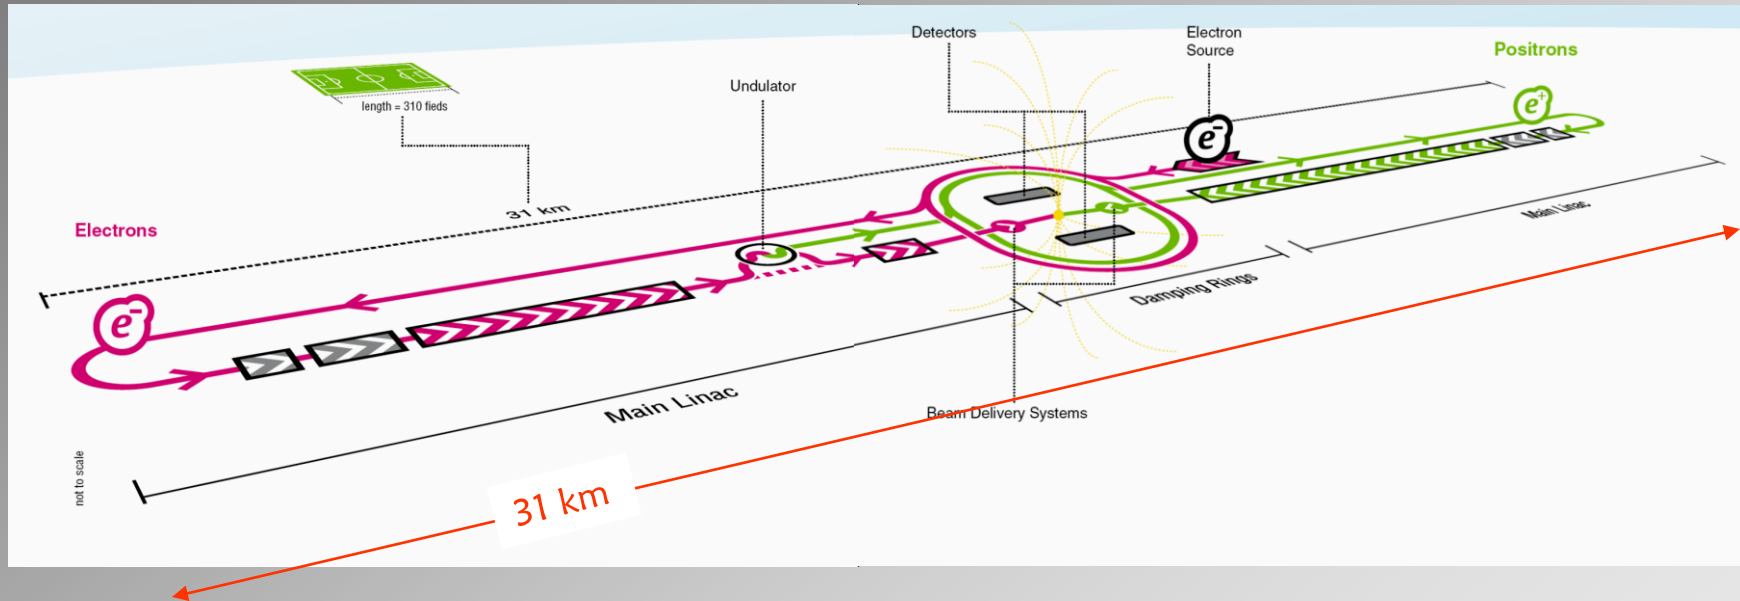 Detectors
Electron
Source
Positrons
e+
length = 310 fieds
Undulator
e-
31 km
Electrons
e-
Main Linac
Damping Rings
Main Linac
Beam Delivery Systems
not to scale
31 km